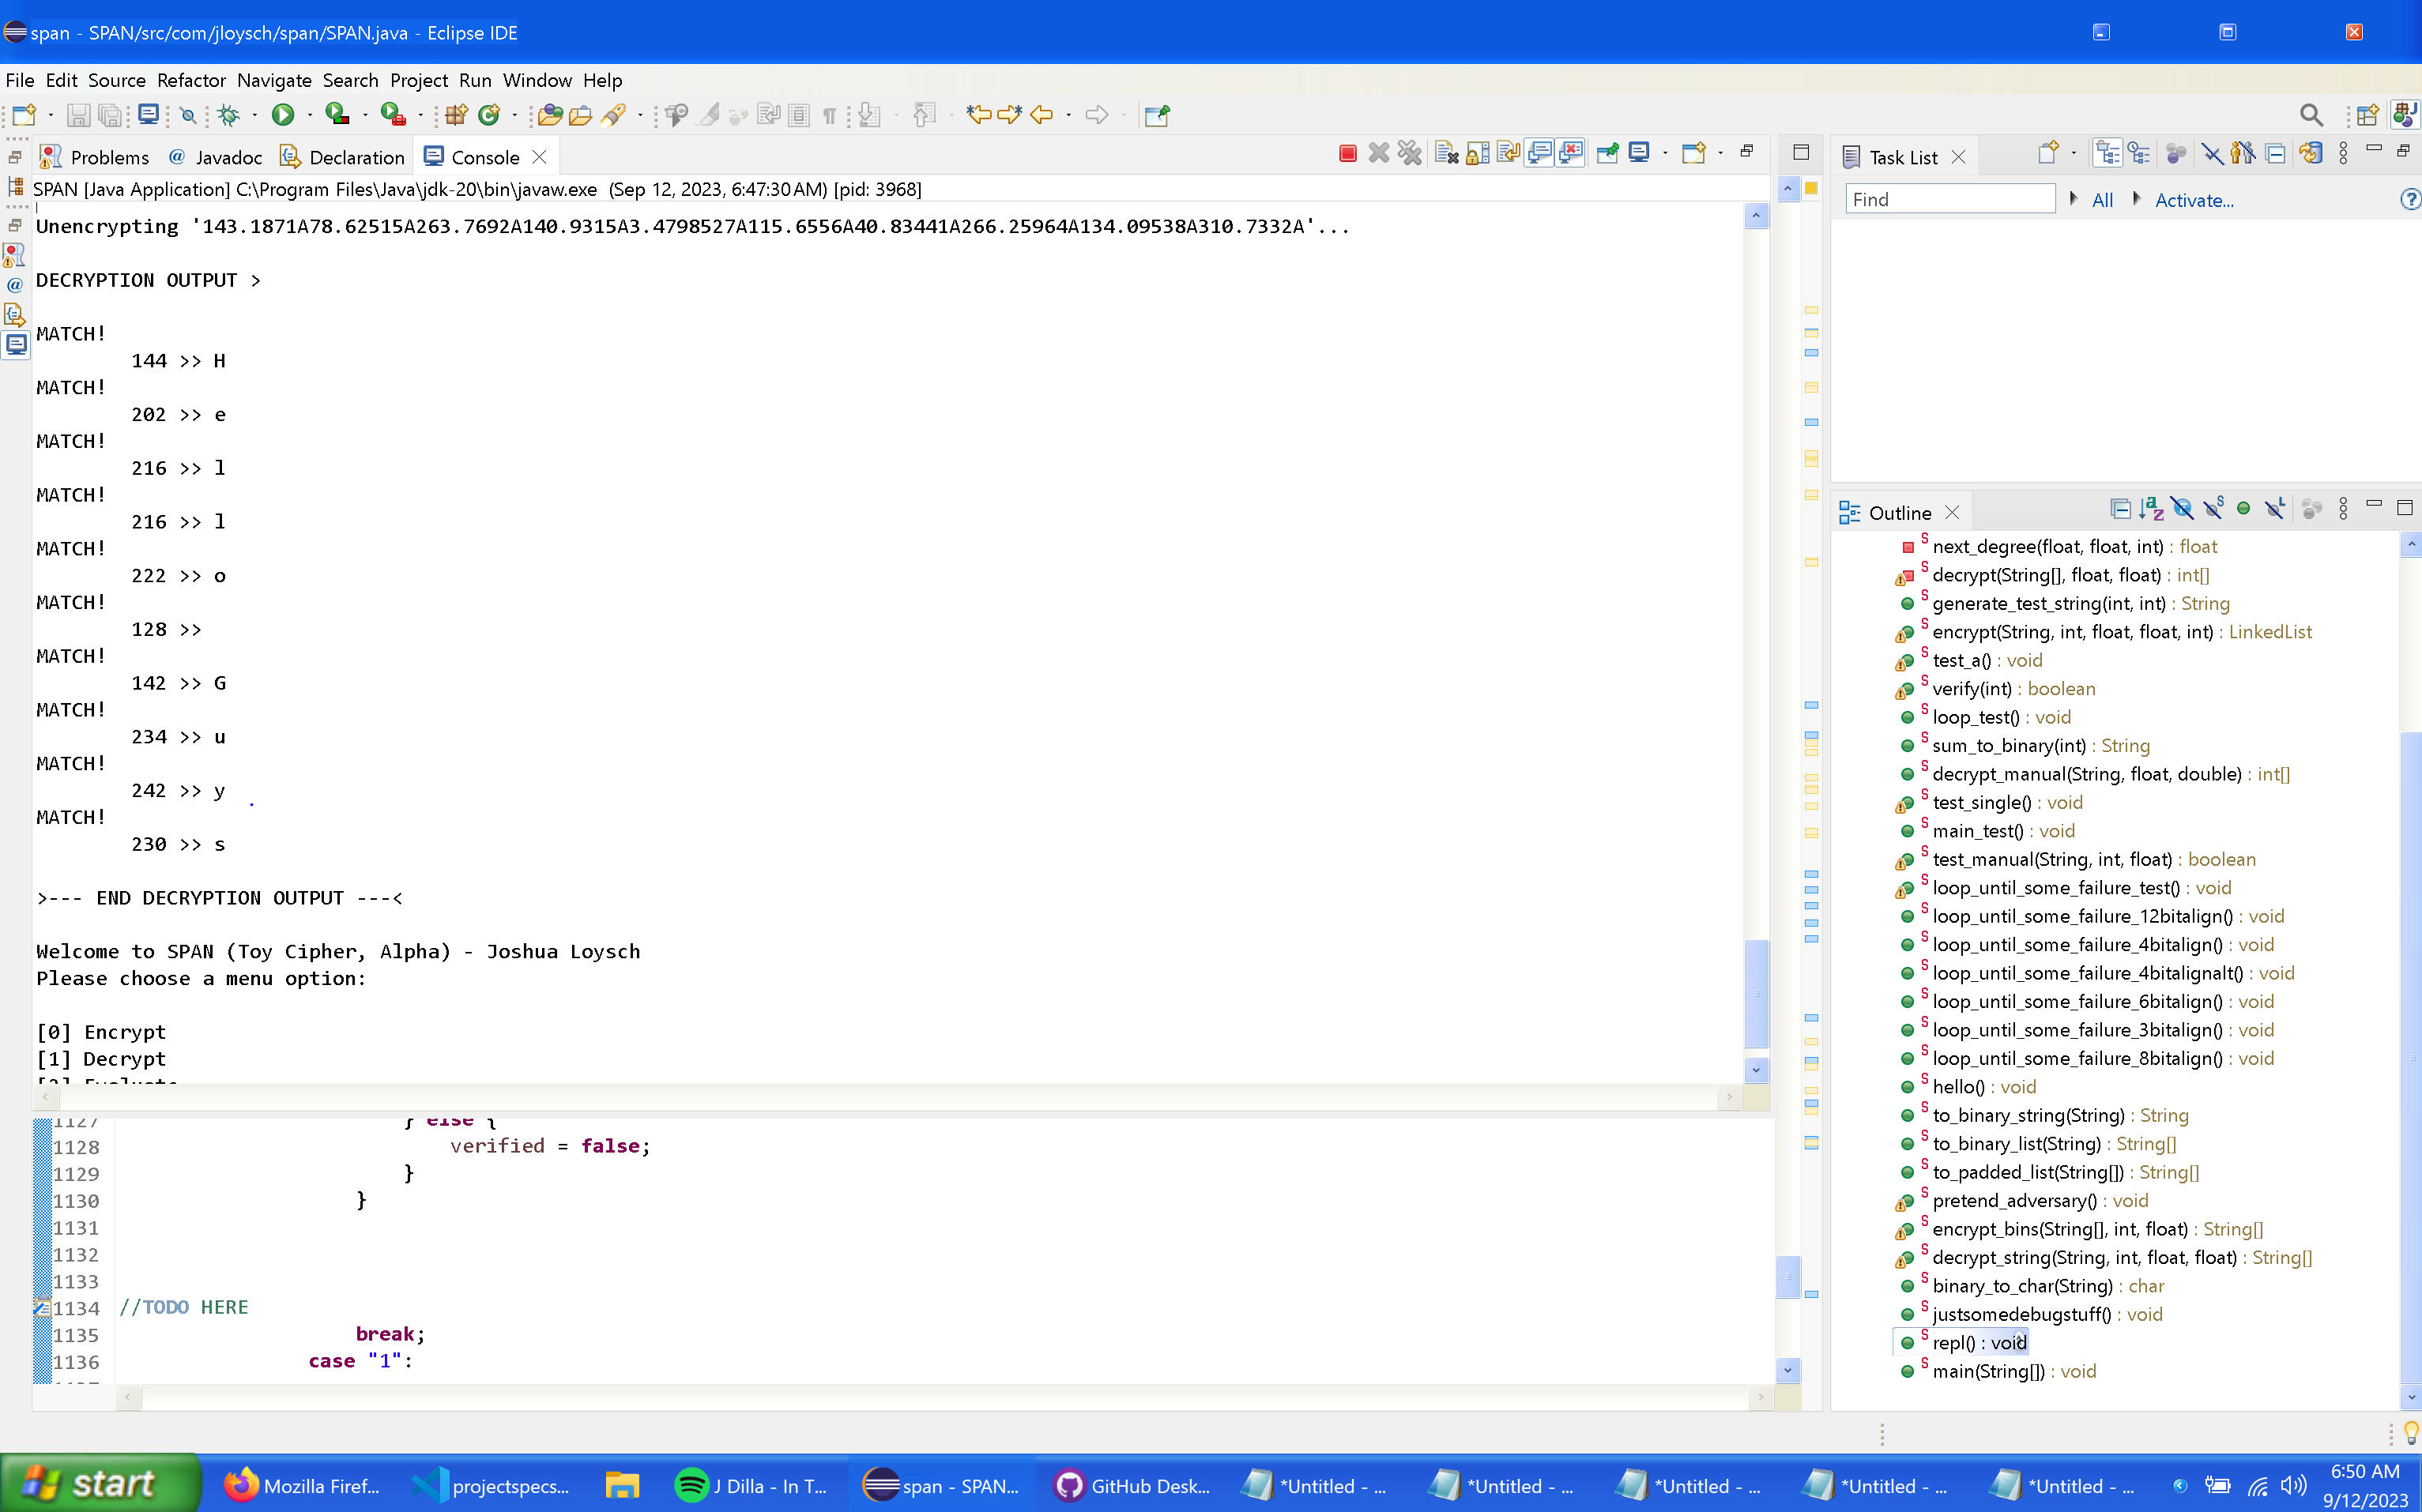 span - SPAN/src/com/jloysch/span/SPAN.java - Eclipse IDE
File Edit Source Refactor Navigate Search Project Run Window Help
Problems @ Javadoc Declaration Console
SPAN [Java Application] C:\Program Files\Java\jdk-20\bin\javaw.exe (Sep 12, 2023, 6:47:30 AM) [pid: 3968]
Unencrypting '143.1871A78.62515A263.7692A140.9315A3.4798527A115.6556A40.83441A266.25964A134.09538A310.7332A'...
DECRYPTION OUTPUT >
MATCH!
144 >> H
MATCH!
202 >> e
MATCH!
216 >> l
MATCH!
216 >> l
MATCH!
222 >> o
MATCH!
128 >>
MATCH!
142 >> G
MATCH!
234 >> u
MATCH!
242 >> y
MATCH!
230 >> s
>--- END DECRYPTION OUTPUT ---<
Welcome to SPAN (Toy Cipher, Alpha) - Joshua Loysch
Please choose a menu option:
[0] Encrypt
[1] Decrypt
1127 } else {
1128 verified = false;
1129 }
1130 }
1131
1132
1133
1134 //TODO HERE
1135 break;
1136 case "1":
Task List
Find All Activate...
Outline
next_degree(float, float, int) : float
decrypt(String[], float, float) : int[]
generate_test_string(int, int) : String
encrypt(String, int, float, float, int) : LinkedList
test_a() : void
verify(int) : boolean
loop_test() : void
sum_to_binary(int) : String
decrypt_manual(String, float, double) : int[]
test_single() : void
main_test() : void
test_manual(String, int, float) : boolean
loop_until_some_failure_test() : void
loop_until_some_failure_12bitalign() : void
loop_until_some_failure_4bitalign() : void
loop_until_some_failure_4bitalignalt() : void
loop_until_some_failure_6bitalign() : void
loop_until_some_failure_3bitalign() : void
loop_until_some_failure_8bitalign() : void
hello() : void
to_binary_string(String) : String
to_binary_list(String) : String[]
to_padded_list(String[]) : String[]
pretend_adversary() : void
encrypt_bins(String[], int, float) : String[]
decrypt_string(String, int, float, float) : String[]
binary_to_char(String) : char
justsomedebugstuff() : void
repl() : void
main(String[]) : void
start Mozilla Firef... projectspecs... J Dilla - In T... span - SPAN... GitHub Desk... *Untitled - ... *Untitled - ... *Untitled - ... *Untitled - ... *Untitled - ...
6:50 AM
9/12/2023